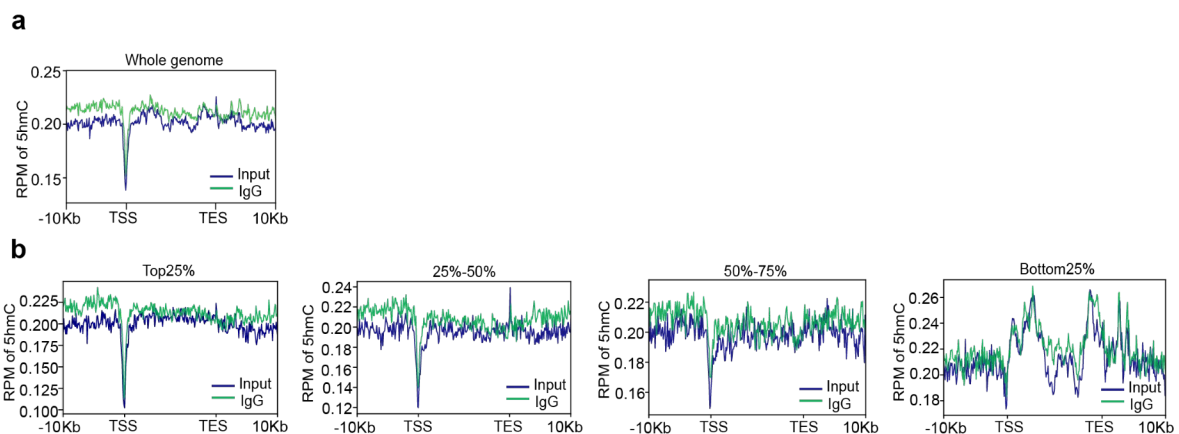 a
Whole genome
RPM of 5hmC
0.25
0.20
0.15
Input
IgG
-10Kb TSS TES 10Kb
b
Top25%
RPM of 5hmC
0.225
0.200
0.175
0.150
0.125
0.100
Input
IgG
-10Kb TSS TES 10Kb
25%-50%
RPM of 5hmC
0.24
0.22
0.20
0.18
0.16
0.14
0.12
Input
IgG
-10Kb TSS TES 10Kb
50%-75%
RPM of 5hmC
0.22
0.20
0.18
0.16
Input
IgG
-10Kb TSS TES 10Kb
Bottom25%
RPM of 5hmC
0.26
0.24
0.22
0.20
0.18
Input
IgG
-10Kb TSS TES 10Kb